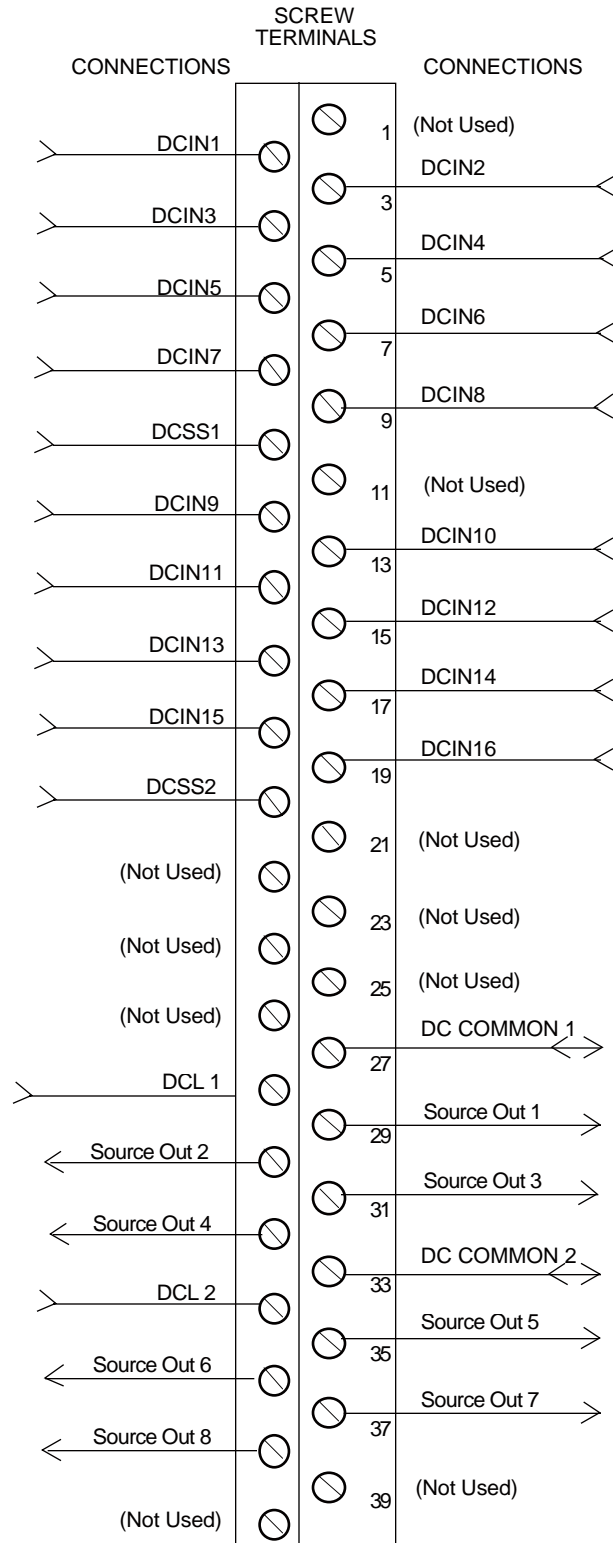 SCREW
TERMINALS
CONNECTIONS CONNECTIONS
1 (Not Used)
DCIN1
DCIN2
3
DCIN3
DCIN4
5
DCIN5
DCIN6
7
DCIN7
DCIN8
9
DCSS1
11 (Not Used)
DCIN9
DCIN10
13
DCIN11
DCIN12
15
DCIN13
DCIN14
17
DCIN15
DCIN16
19
DCSS2
21 (Not Used)
(Not Used)
23 (Not Used)
(Not Used)
25 (Not Used)
(Not Used)
DC COMMON 1
27
DCL 1
Source Out 1
29
Source Out 2
Source Out 3
31
Source Out 4
DC COMMON 2
33
DCL 2
Source Out 5
35
Source Out 6
Source Out 7
37
Source Out 8
39 (Not Used)
(Not Used)